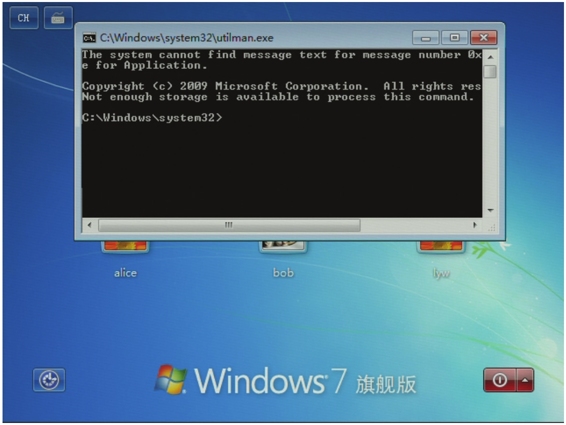 CH
C:\Windows\system32\utilman.exe
The system cannot find message text for message number 0x
e for Application.
Copyright (c) 2009 Microsoft Corporation. All rights res
Not enough storage is available to process this command.
C:\Windows\system32>
alice
bob
lyw
Windows 7 旗舰版